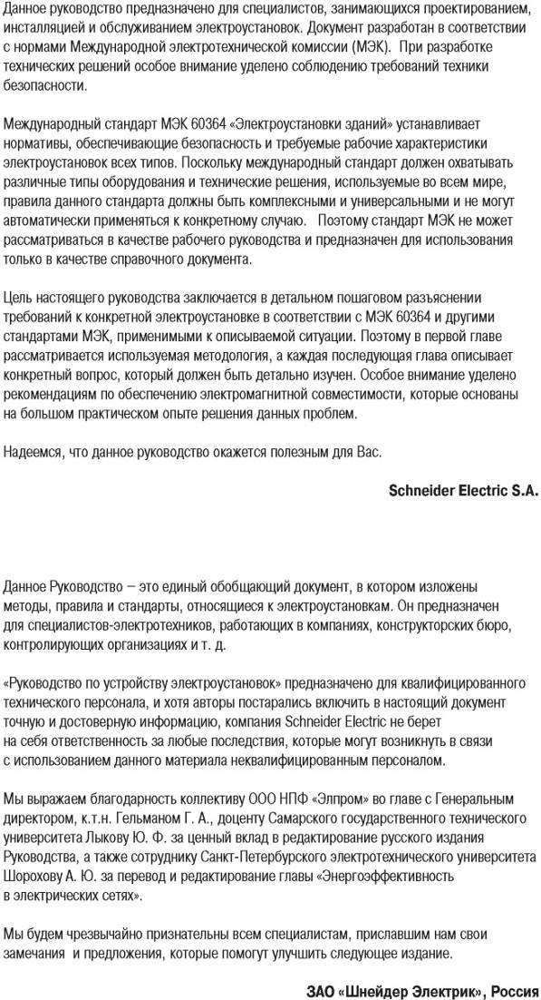 Данное руководство предназначено для специалистов, занимающихся проектированием,
инсталляцией и обслуживанием электроустановок. Документ разработан в соответствии
с нормами Международной электротехнической комиссии (МЭК).  При разработке
технических решений особое внимание уделено соблюдению требований техники
безопасности.

Международный стандарт МЭК 60364 «Электроустановки зданий» устанавливает
нормативы, обеспечивающие безопасность и требуемые рабочие характеристики
электроустановок всех типов. Поскольку международный стандарт должен охватывать
различные типы оборудования и технические решения, используемые во всем мире,
правила данного стандарта должны быть комплексными и универсальными и не могут
автоматически применяться к конкретному случаю.   Поэтому стандарт МЭК не может
рассматриваться в качестве рабочего руководства и предназначен для использования
только в качестве справочного документа.

Цель настоящего руководства заключается в детальном пошаговом разъяснении
требований к конкретной электроустановке в соответствии с МЭК 60364 и другими
стандартами МЭК, применимыми к описываемой ситуации. Поэтому в первой главе
рассматривается используемая методология, а каждая последующая глава описывает
конкретный вопрос, который должен быть детально изучен. Особое внимание уделено
рекомендациям по обеспечению электромагнитной совместимости, которые основаны
на большом практическом опыте решения данных проблем.

Надеемся, что данное руководство окажется полезным для Вас.

Schneider Electric S.A.

Данное Руководство – это единый обобщающий документ, в котором изложены
методы, правила и стандарты, относящиеся к электроустановкам. Он предназначен
для специалистов-электротехников, работающих в компаниях, конструкторских бюро,
контролирующих организациях и т. д.

«Руководство по устройству электроустановок» предназначено для квалифицированного
технического персонала, и хотя авторы постарались включить в настоящий документ
точную и достоверную информацию, компания Schneider Electric не берет
на себя ответственность за любые последствия, которые могут возникнуть в связи
с использованием данного материала неквалифицированным персоналом.

Мы выражаем благодарность коллективу ООО НПФ «Элпром» во главе с Генеральным
директором, к.т.н. Гельманом Г. А., доценту Самарского государственного технического
университета Лыкову Ю. Ф. за ценный вклад в редактирование русского издания
Руководства, а также сотруднику Санкт-Петербургского электротехнического университета
Шорохову А. Ю. за перевод и редактирование главы «Энергоэффективность
в электрических сетях».

Мы будем чрезвычайно признательны всем специалистам, приславшим нам свои
замечания  и предложения, которые помогут улучшить следующее издание.

ЗАО «Шнейдер Электрик», Россия